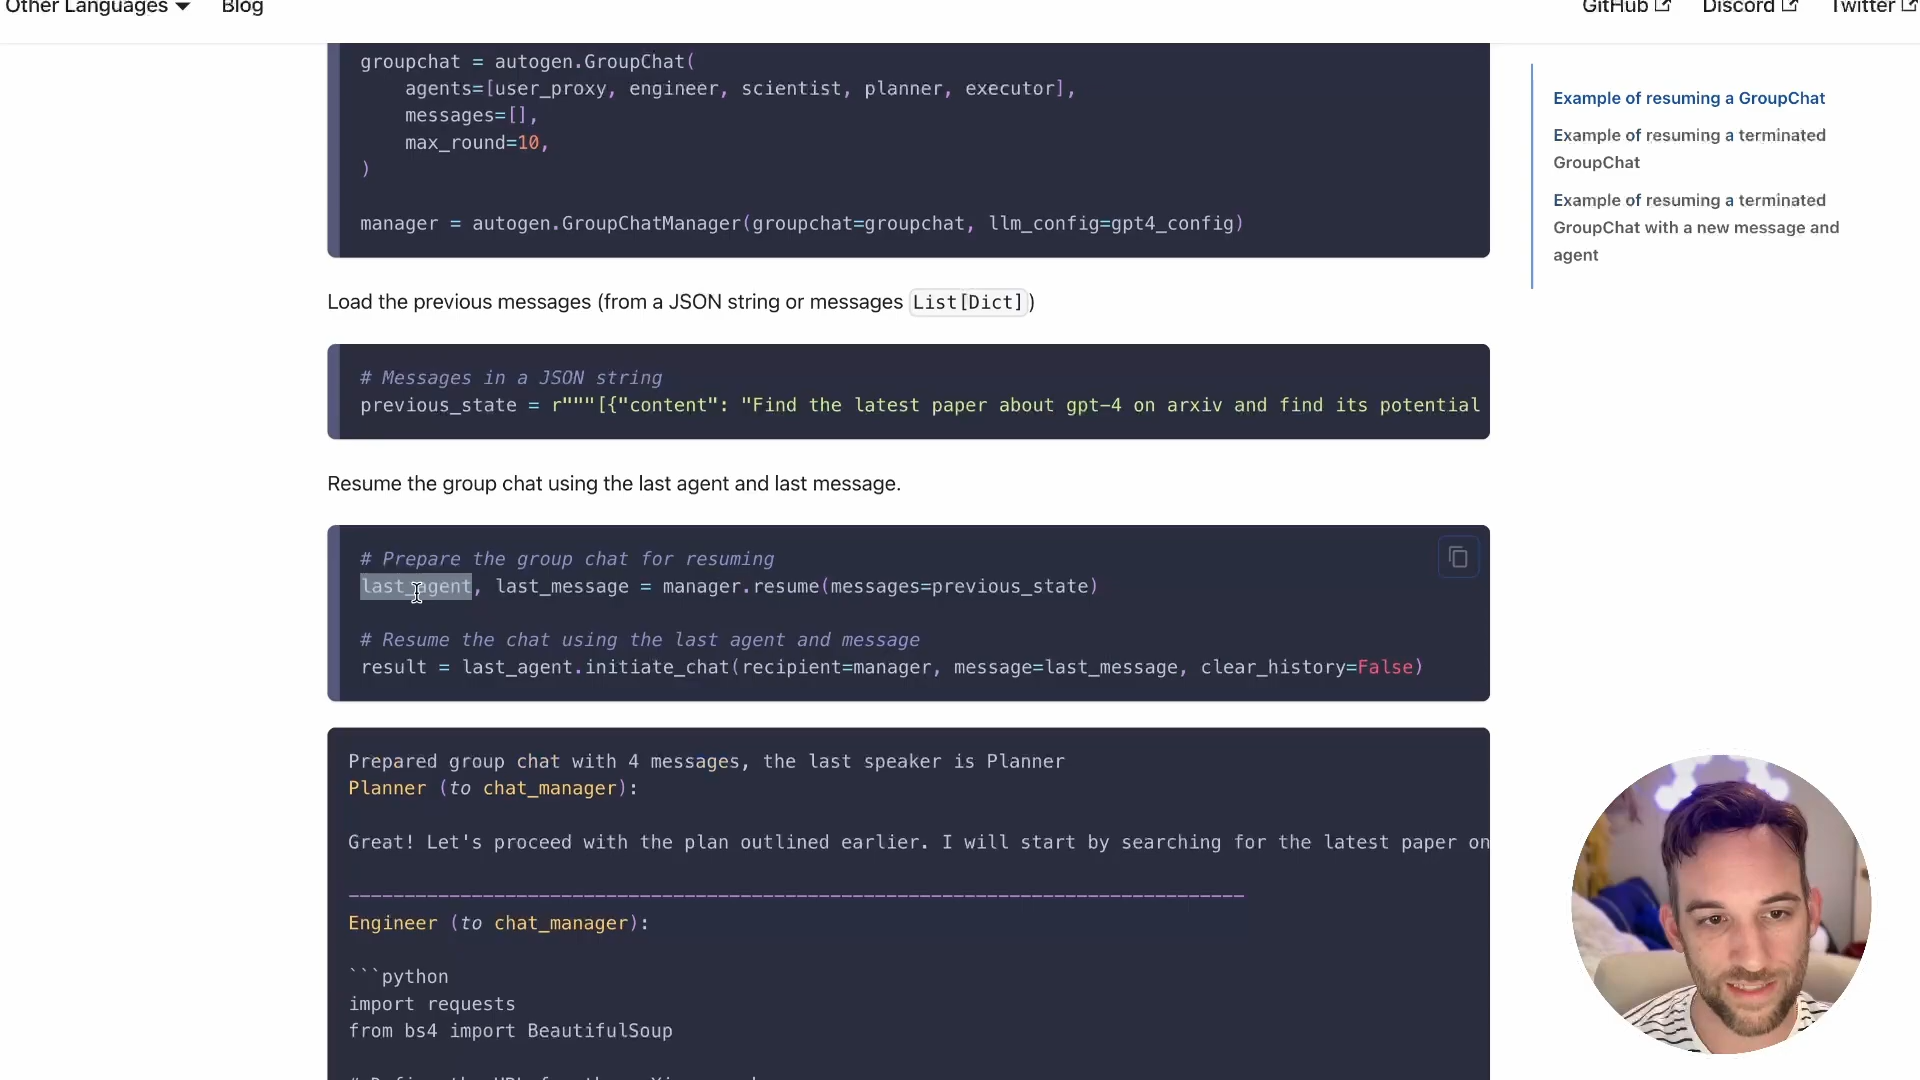 Other Languages
Blog
GitHub
Discord
Twitter
groupchat = autogen.GroupChat(
    agents=[user_proxy, engineer, scientist, planner, executor],
    messages=[],
    max_round=10,
)
manager = autogen.GroupChatManager(groupchat=groupchat, llm_config=gpt4_config)
Load the previous messages (from a JSON string or messages List[Dict])
# Messages in a JSON string
previous_state = r"""[{"content": "Find the latest paper about gpt-4 on arxiv and find its potential
Resume the group chat using the last agent and last message.
# Prepare the group chat for resuming
last_agent, last_message = manager.resume(messages=previous_state)
# Resume the chat using the last agent and message
result = last_agent.initiate_chat(recipient=manager, message=last_message, clear_history=False)
Prepared group chat with 4 messages, the last speaker is Planner
Planner (to chat_manager):
Great! Let's proceed with the plan outlined earlier. I will start by searching for the latest paper on
________________________________________________________________________________
Engineer (to chat_manager):
```python
import requests
from bs4 import BeautifulSoup
Example of resuming a GroupChat
Example of resuming a terminated
GroupChat
Example of resuming a terminated
GroupChat with a new message and
agent